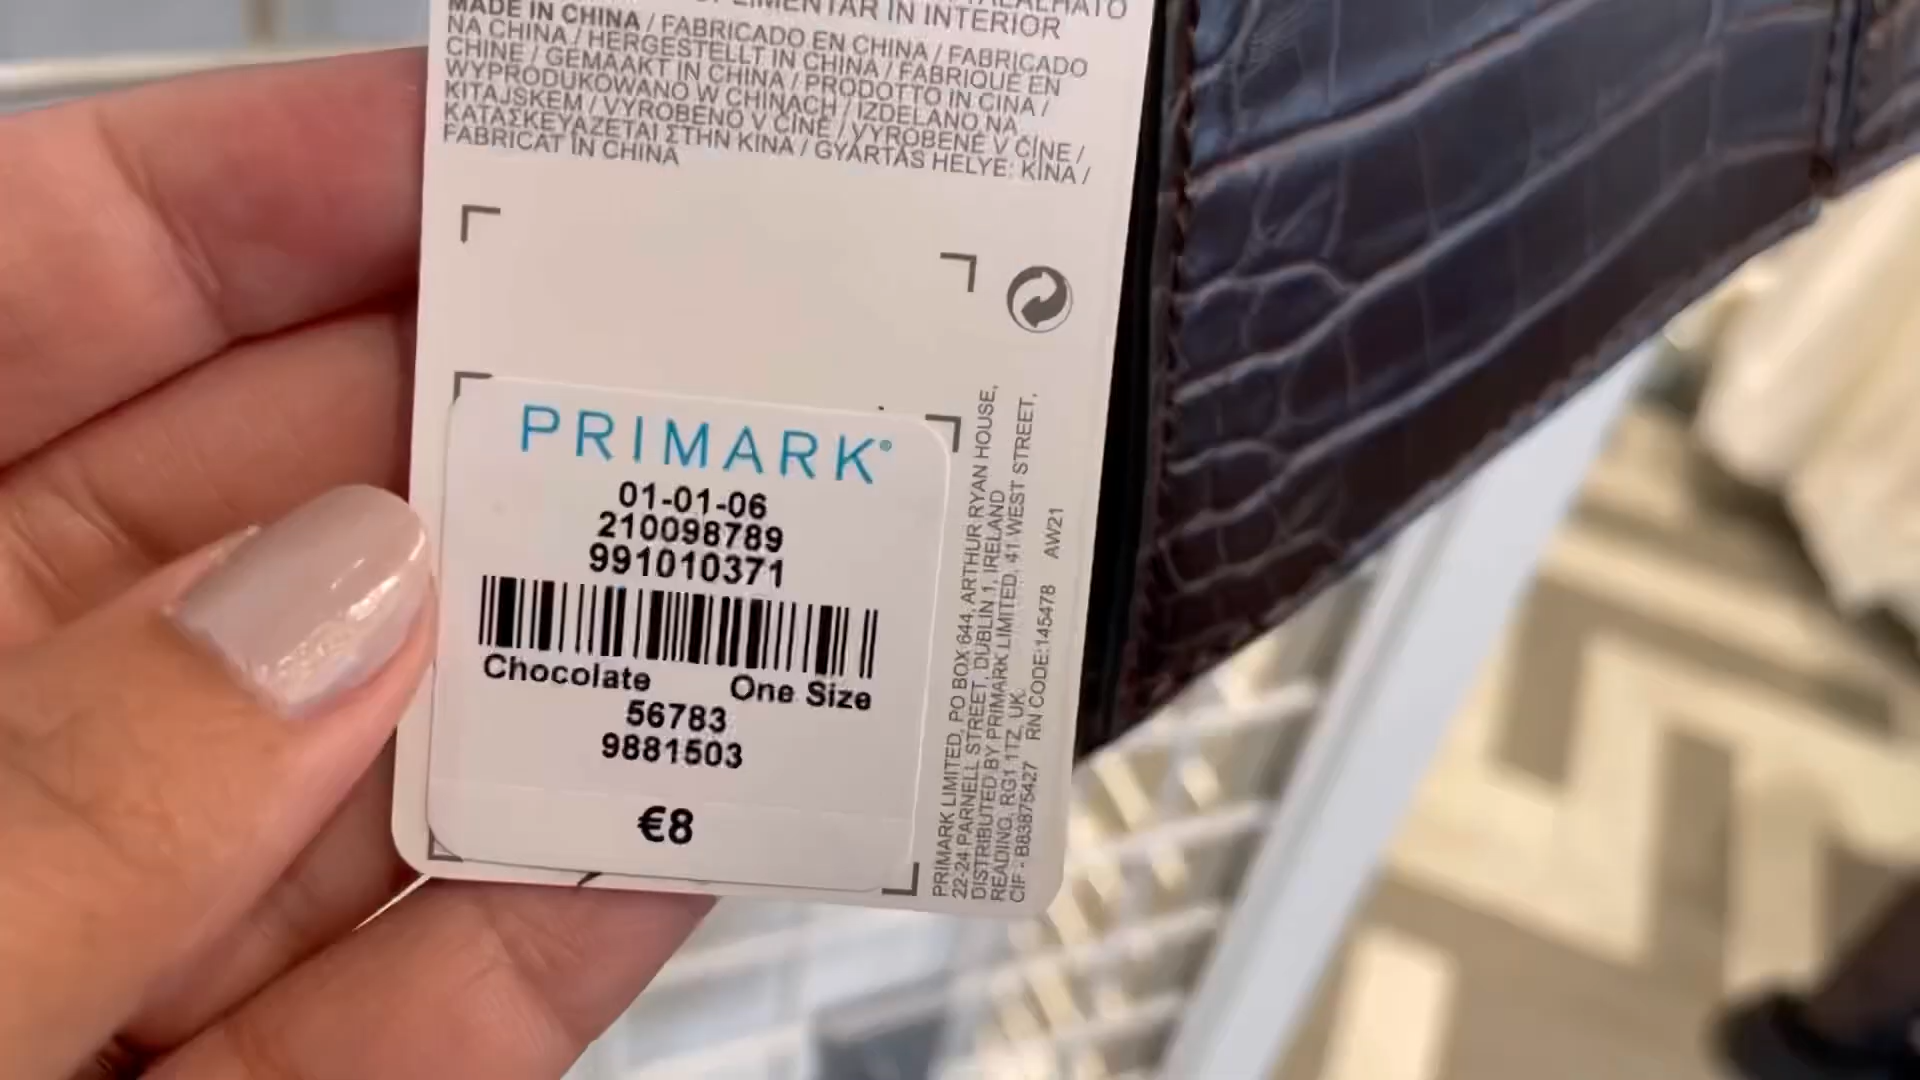 IMENTAR IN INTERIOR
MADE IN CHINA / FABRICADO EN CHINA / FABRICADO
NA CHINA / HERGESTELLT IN CHINA / FABRIQUÉ EN
CHINE / GEMAAKT IN CHINA / PRODOTTO IN CINA /
WYPRODUKOWANO W CHINACH / IZDELANO NA
KITAJSKEM / VYROBENO V ČÍNĚ / VYROBENÉ V ČÍNE /
ΚΑΤΑΣΚΕΥΑΖΕΤΑΙ ΣΤΗΝ ΚΙΝΑ / GYÁRTÁS HELYE: KÍNA /
FABRICAT ÎN CHINA
PRIMARK®
01-01-06
210098789
991010371
Chocolate One Size
56783
9881503
€8
PRIMARK LIMITED, PO BOX 644, ARTHUR RYAN HOUSE,
22-24 PARNELL STREET, DUBLIN 1, IRELAND
DISTRIBUTED BY PRIMARK LIMITED, 41 WEST STREET,
READING, RG1 1TZ, UK
CIF - B83875427 RN CODE:145478 AW21